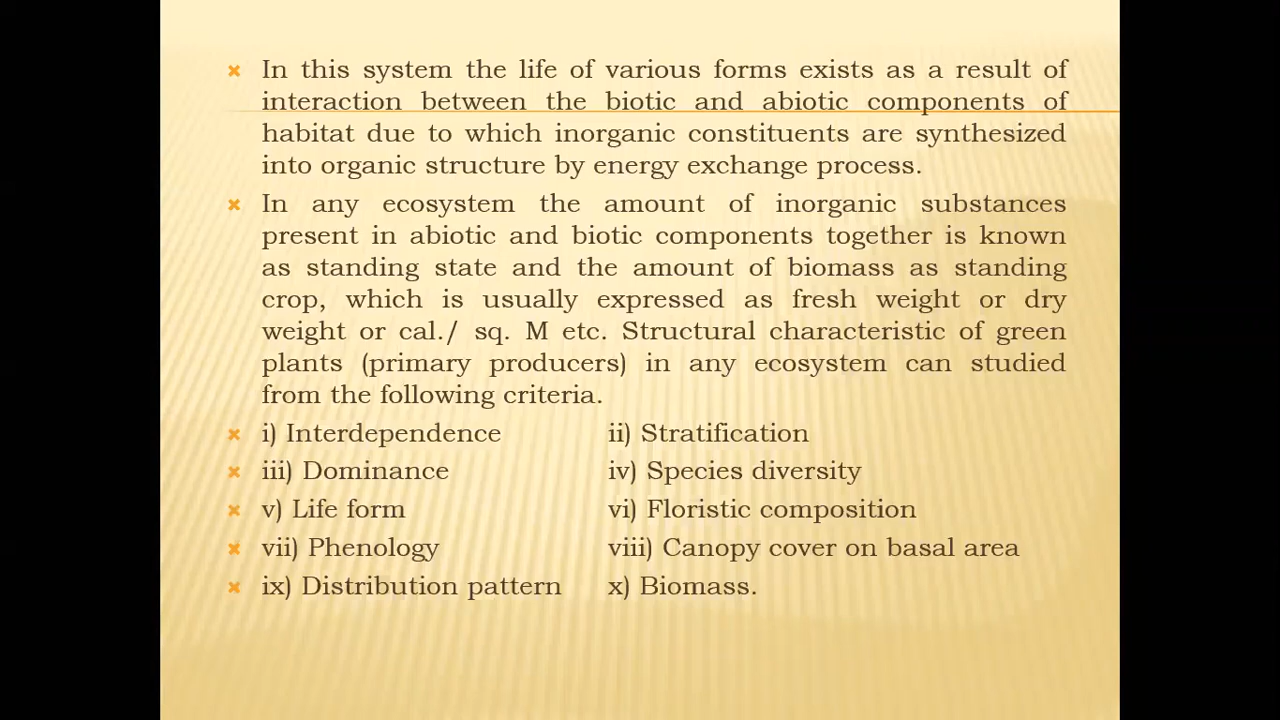 In this system the life of various forms exists as a result of
interaction between the biotic and abiotic components of
habitat due to which inorganic constituents are synthesized
into organic structure by energy exchange process.
In any ecosystem the amount of inorganic substances
present in abiotic and biotic components together is known
as standing state and the amount of biomass as standing
crop, which is usually expressed as fresh weight or dry
weight or cal./ sq. M etc. Structural characteristic of green
plants (primary producers) in any ecosystem can studied
from the following criteria.
i) Interdependence ii) Stratification
iii) Dominance iv) Species diversity
v) Life form vi) Floristic composition
vii) Phenology viii) Canopy cover on basal area
ix) Distribution pattern x) Biomass.